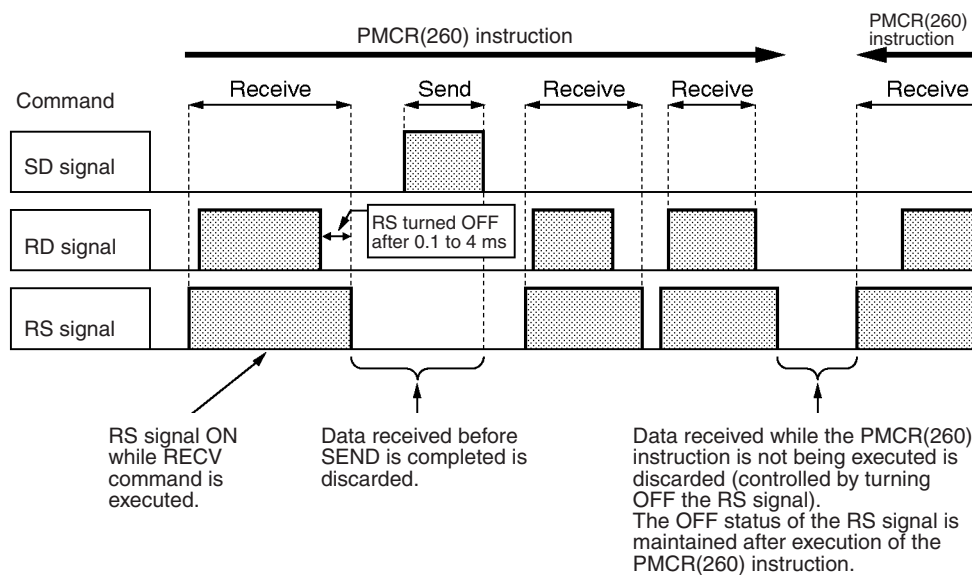 PMCR(260) instruction
PMCR(260)
instruction
Command
Receive
Send
Receive
Receive
Receive
SD signal
RD signal
RS turned OFF
after 0.1 to 4 ms
RS signal
RS signal ON
while RECV
command is
executed.
Data received before
SEND is completed is
discarded.
Data received while the PMCR(260)
instruction is not being executed is
discarded (controlled by turning
OFF the RS signal).
The OFF status of the RS signal is
maintained after execution of the
PMCR(260) instruction.